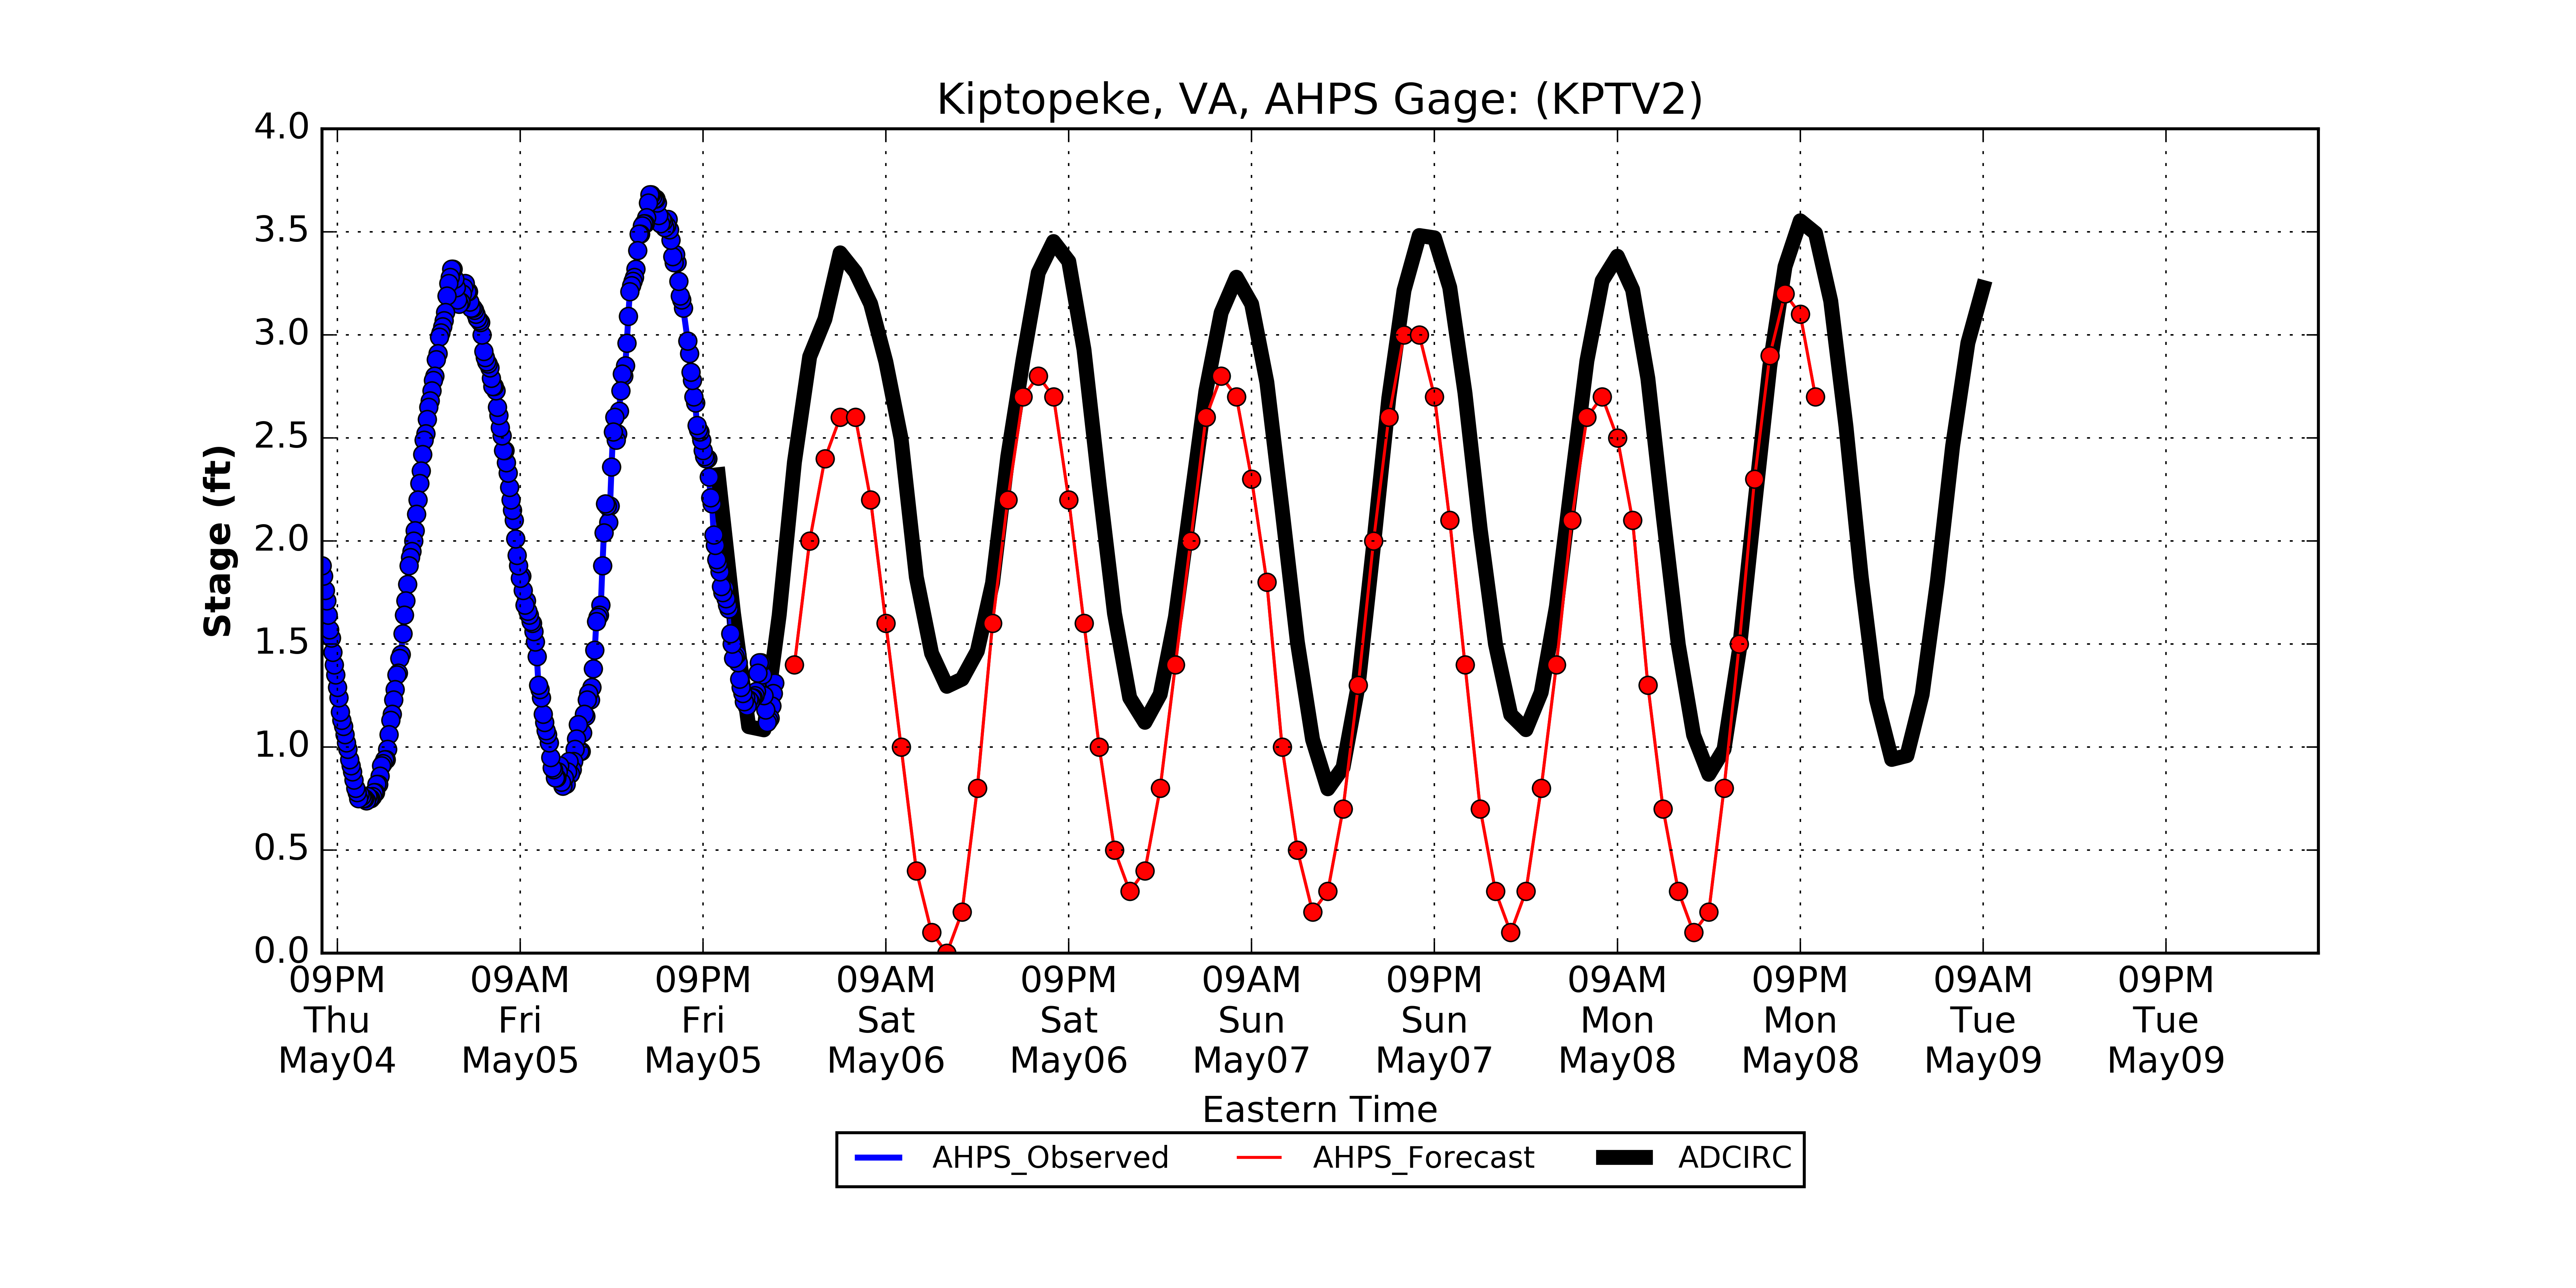 Kiptopeke, VA, AHPS Gage: (KPTV2)
4.0
3.5
3.0
2.5
2.0
1.5
1.0
0.5
0.0
Stage (ft)
09PM 09AM 09PM 09AM 09PM 09AM 09PM 09AM 09PM 09AM 09PM
Thu Fri Fri Sat Sat Sun Sun Mon Mon Tue Tue
May04 May05 May05 May06 May06 May07 May07 May08 May08 May09 May09
Eastern Time
AHPS_Observed AHPS_Forecast ADCIRC